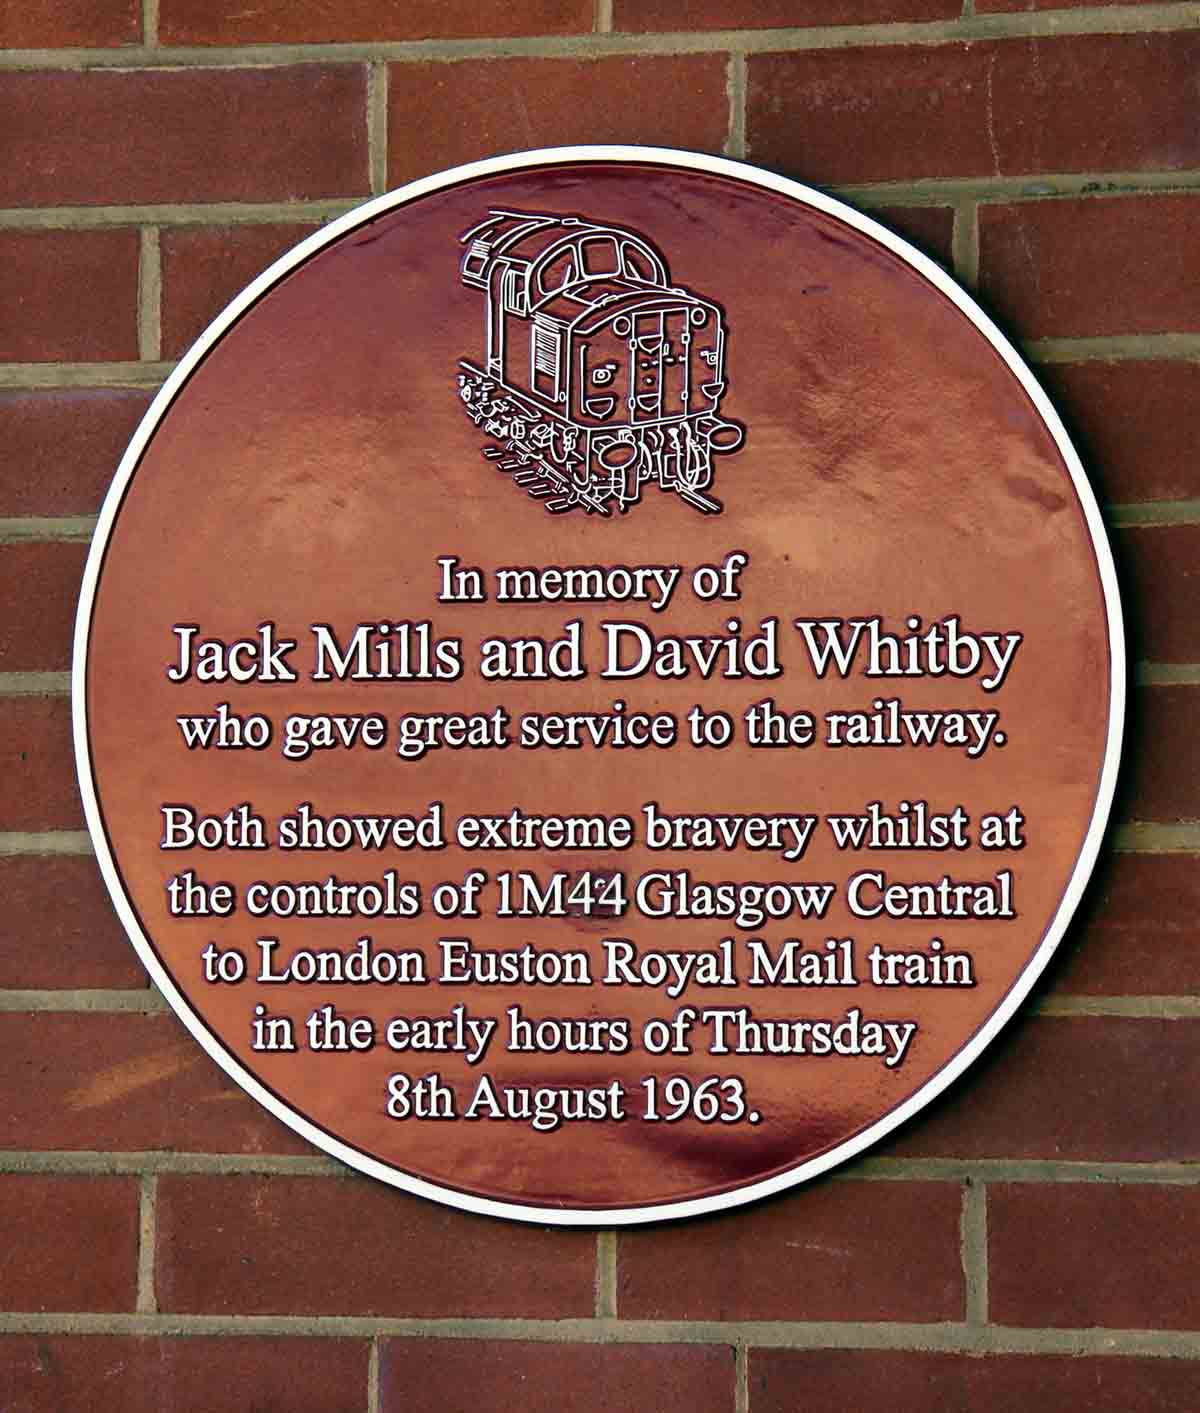 In memory of
Jack Mills and David Whitby
who gave great service to the railway.
Both showed extreme bravery whilst at
the controls of 1M44 Glasgow Central
to London Euston Royal Mail train
in the early hours of Thursday
8th August 1963.